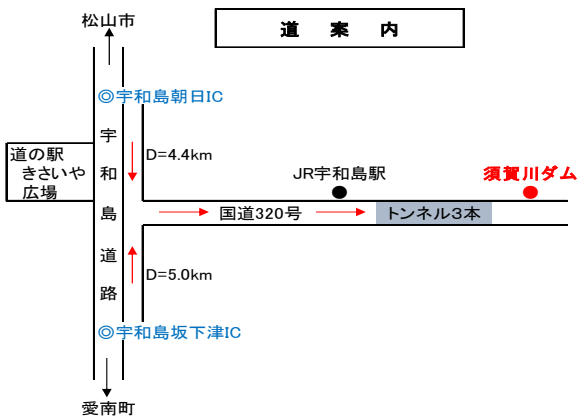 松山市
道 案 内
◎宇和島朝日IC
宇和島道路
道の駅
きさいや
広場
D=4.4km
JR宇和島駅
須賀川ダム
国道320号
トンネル3本
D=5.0km
◎宇和島坂下津IC
愛南町